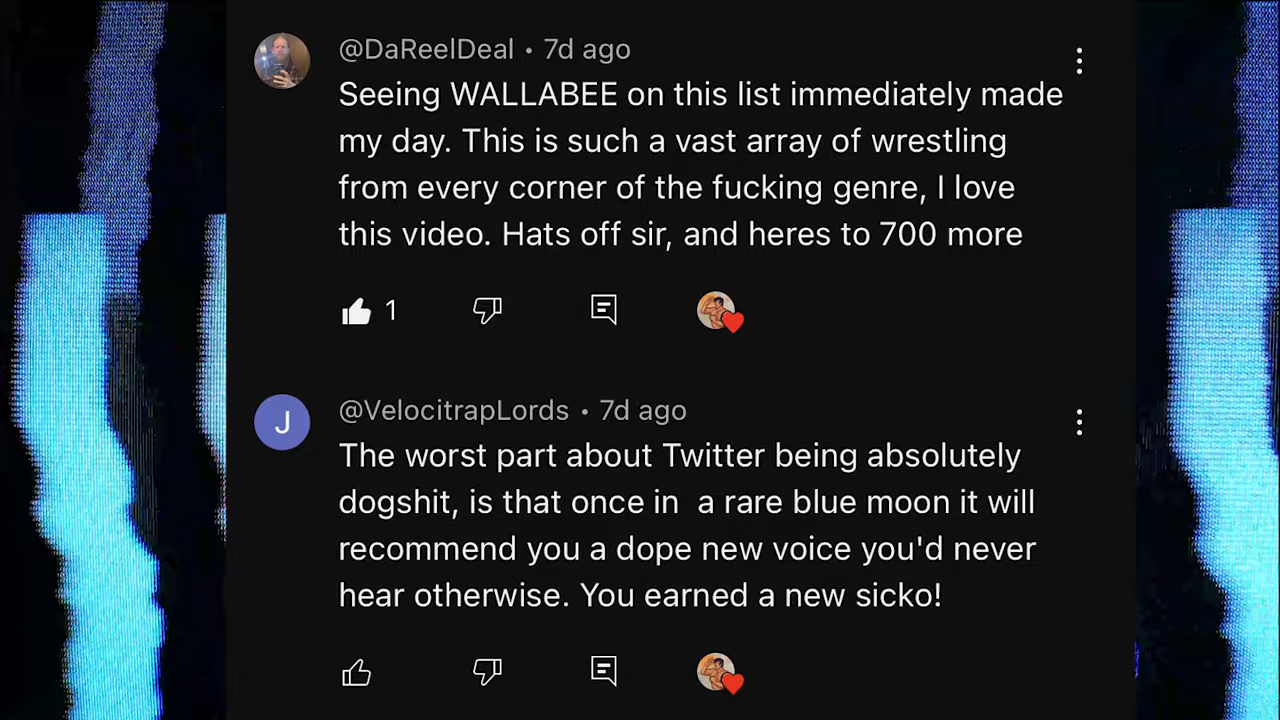 @DaReelDeal • 7d ago
Seeing WALLABEE on this list immediately made
my day. This is such a vast array of wrestling
from every corner of the fucking genre, I love
this video. Hats off sir, and heres to 700 more
1
J
@VelocitrapLords • 7d ago
The worst part about Twitter being absolutely
dogshit, is that once in  a rare blue moon it will
recommend you a dope new voice you'd never
hear otherwise. You earned a new sicko!